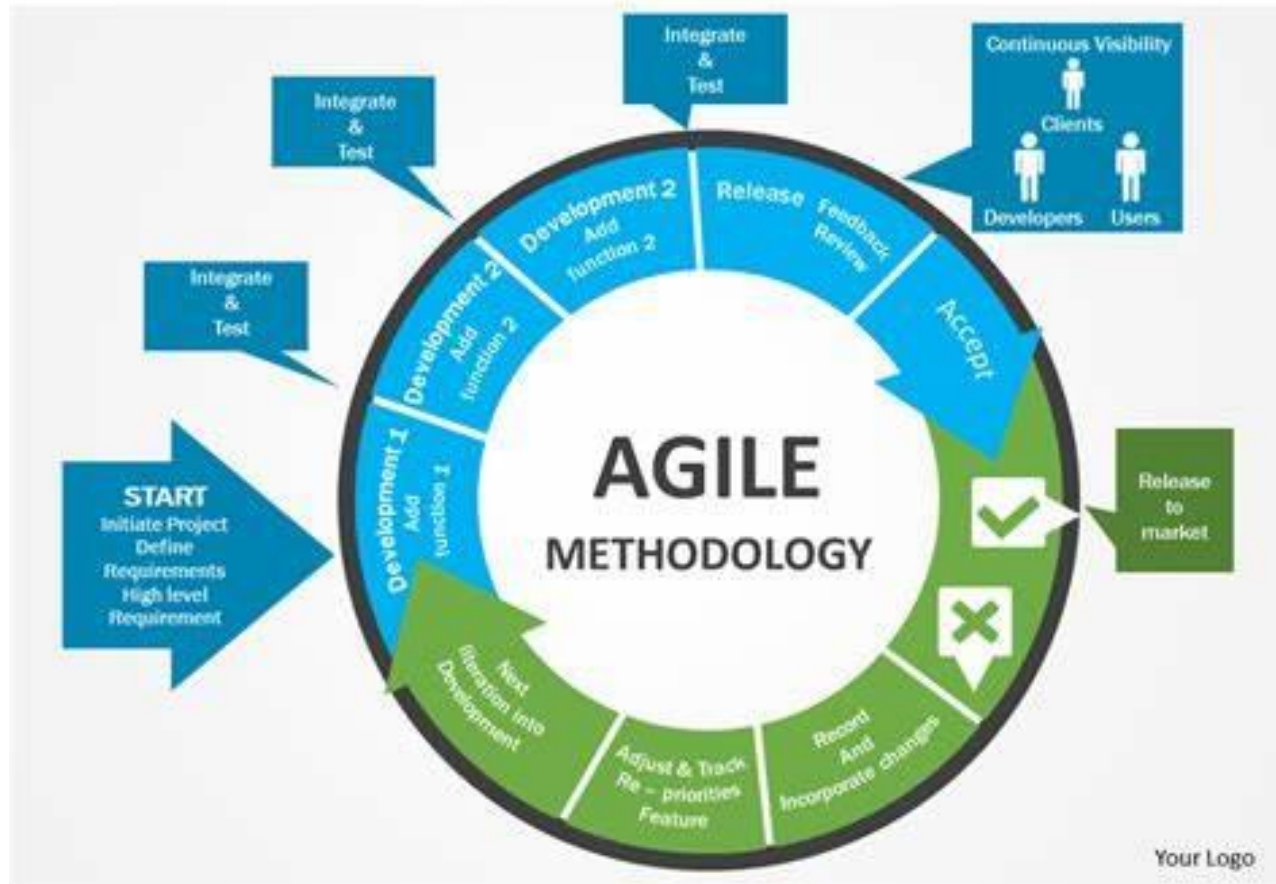 Integrate
&
Test
Continuous Visibility
Clients
Developers
Users
Integrate
&
Test
Integrate
&
Test
START
Initiate Project
Define
Requirements
High level
Requirement
Development 1
Add
function 1
Development 2
Add
function 2
Development 2
Add
function 2
Release
Feedback
Review
Accept
Release
to
market
Record
And
Incorporate changes
Adjust & Track
Re – priorities
Feature
Next
literation into
Development
AGILE
METHODOLOGY
Your Logo